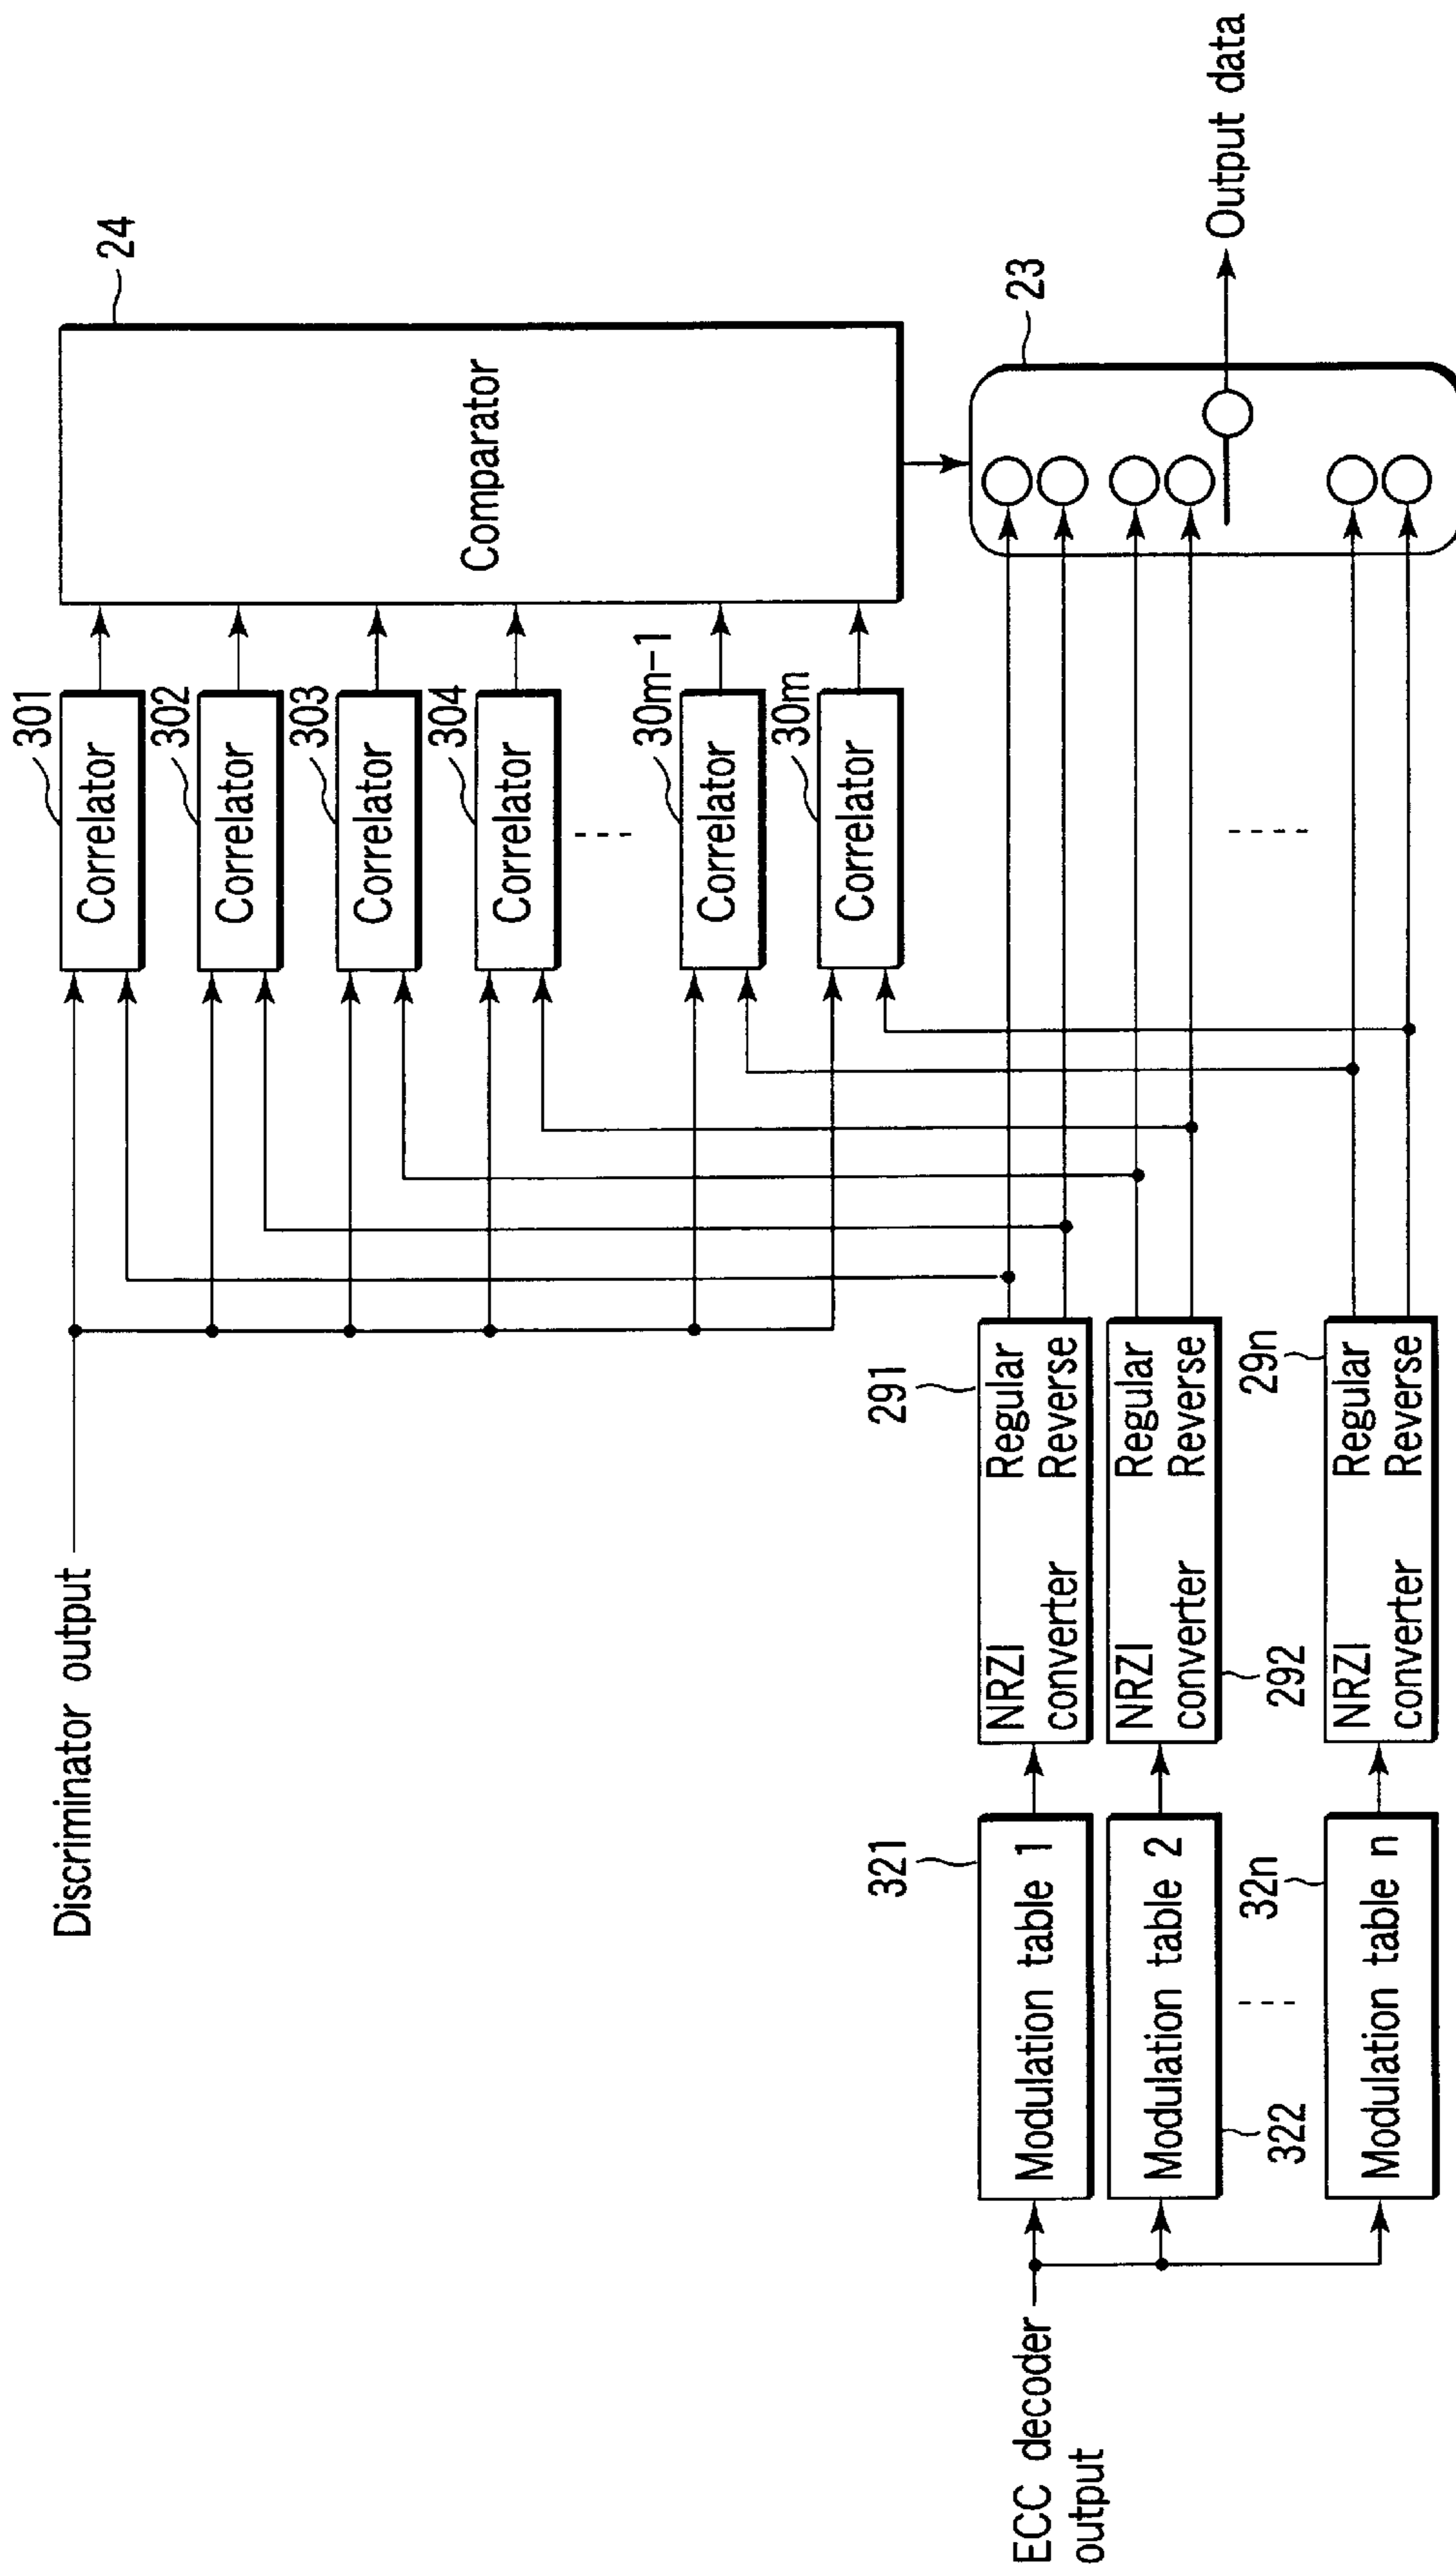 Discriminator output
301
Correlator
302
Correlator
303
Correlator
304
Correlator
30m-1
Correlator
30m
Correlator
Comparator
24
ECC decoder
output
321
Modulation table 1
Modulation table 2
322
32n
Modulation table n
291
NRZI Regular
converter Reverse
NRZI Regular
converter Reverse
292
29n
NRZI Regular
converter Reverse
23
Output data